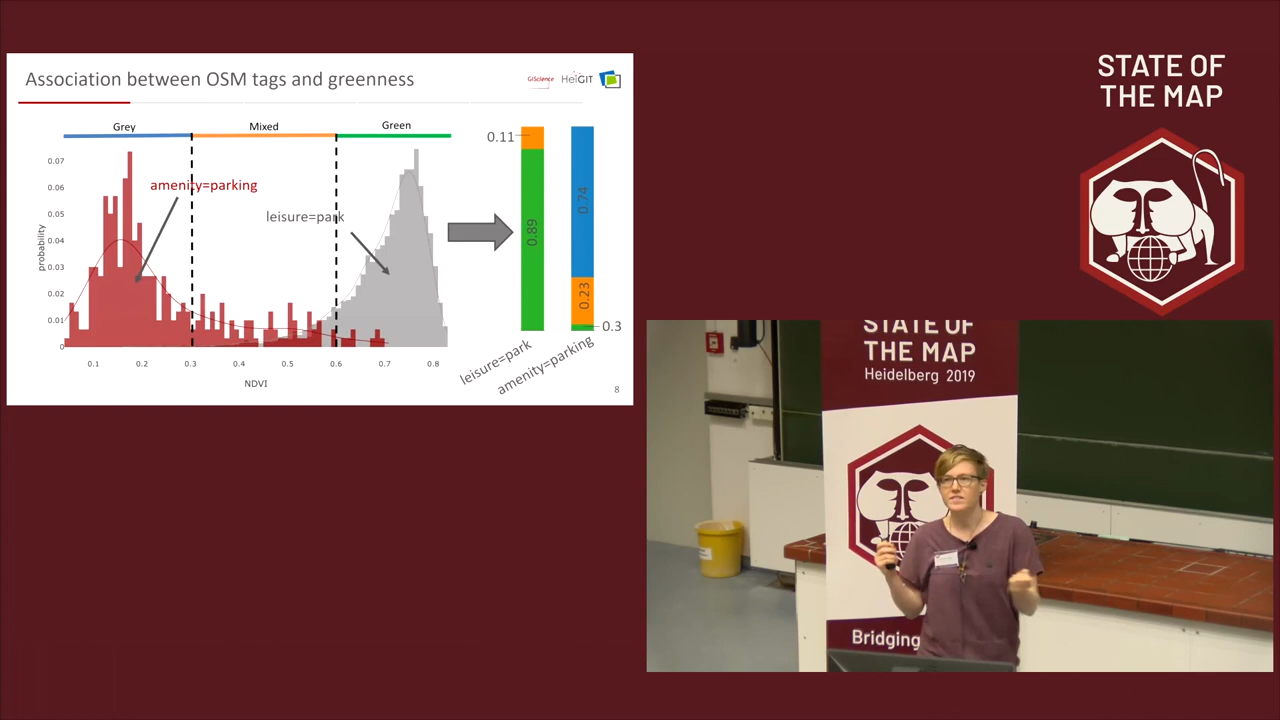 Association between OSM tags and greenness
GIScience
HeiGIT
Grey
Mixed
Green
0.07
0.06
0.05
0.04
0.03
0.02
0.01
0
probability
amenity=parking
leisure=park
0.1
0.2
0.3
0.4
0.5
0.6
0.7
0.8
NDVI
0.11
0.89
0.74
0.23
0.3
leisure=park
amenity=parking
8
STATE OF
THE MAP
STATE OF
THE MAP
Heidelberg 2019
Bridging